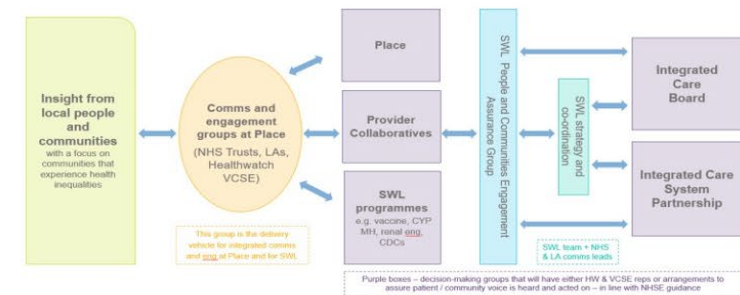 Insight from
local people
and
communities
with a focus on
communities that
experience health
inequalities
Comms and
engagement
groups at Place
(NHS Trusts, LAs,
Healthwatch
VCSE)
This group is the delivery
vehicle for integrated comms
and eng at Place and for SWL
Place
Provider
Collaboratives
SWL
programmes
e.g. vaccine, CYP
MH, renal eng,
CDCs
SWL People and Communities Engagement
Assurance Group
SWL strategy and
co-ordination
SWL team + NHS
& LA comms leads
Integrated
Care
Board
Integrated Care
System
Partnership
Purple boxes – decision-making groups that will have either HW & VCSE reps or arrangements to
assure patient / community voice is heard and acted on – in line with NHSE guidance